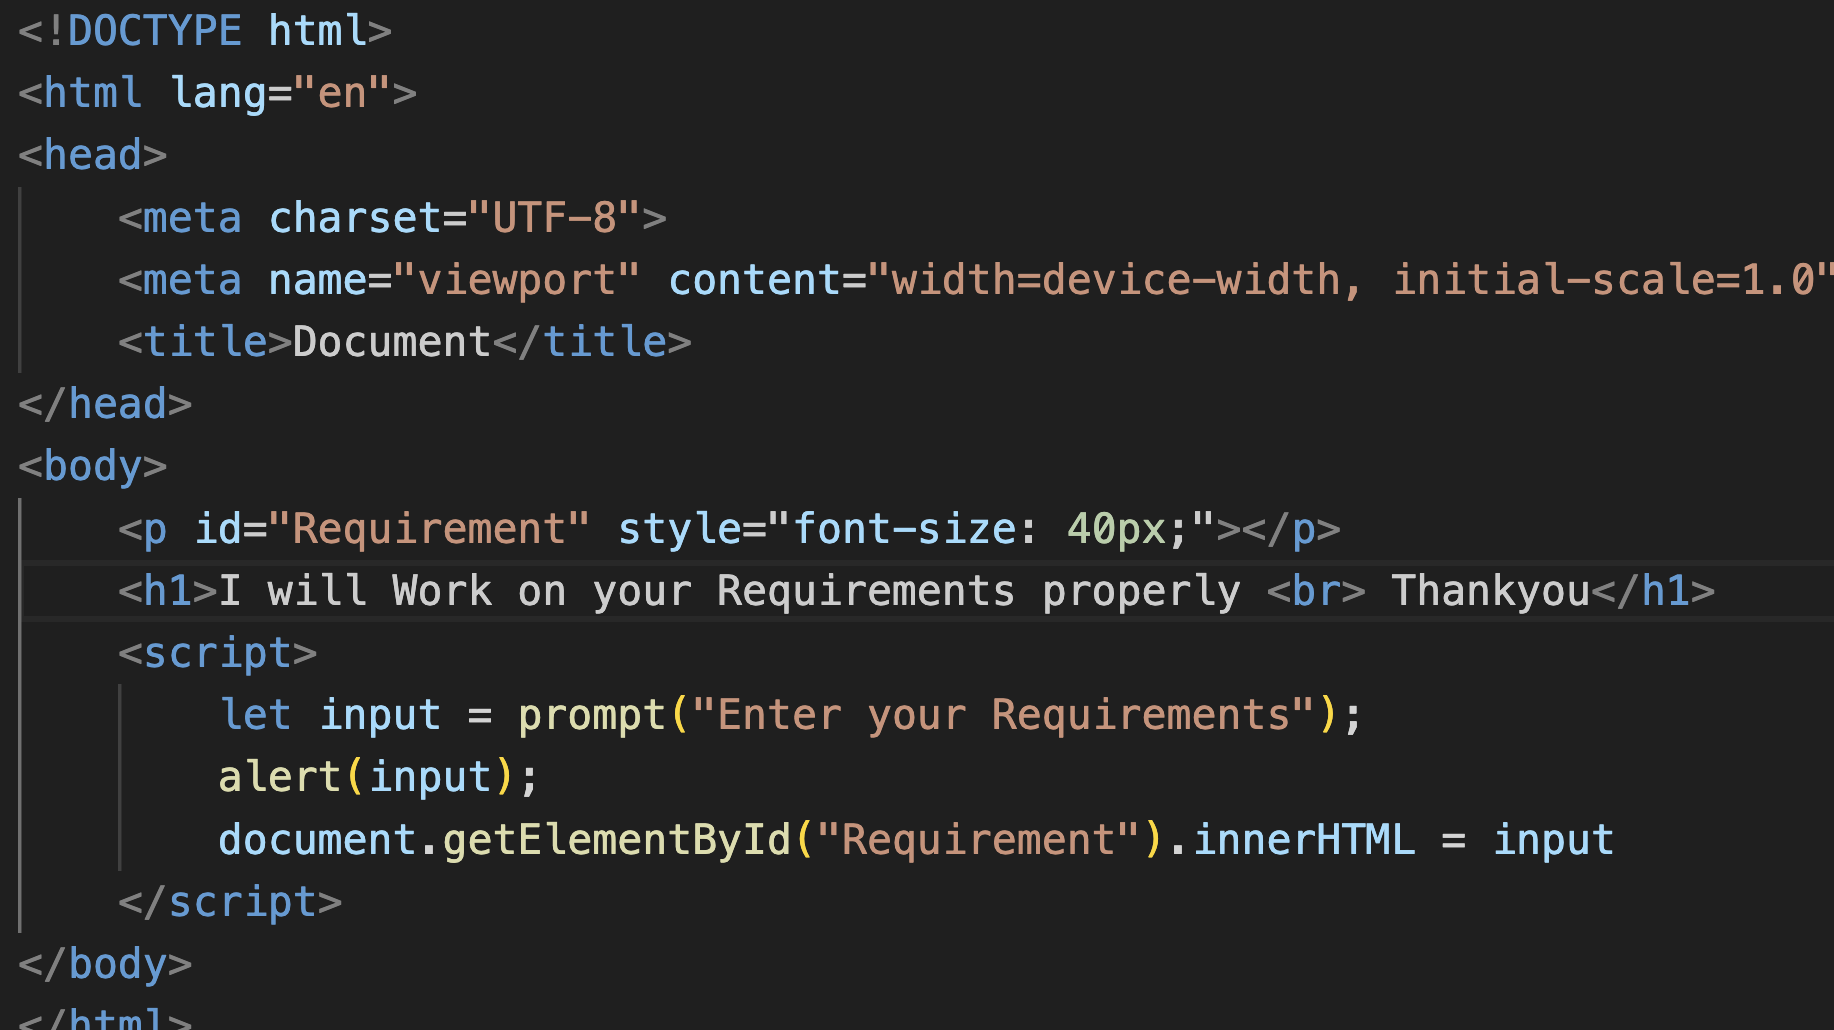 <!DOCTYPE html>
<html lang="en">
<head>
    <meta charset="UTF-8">
    <meta name="viewport" content="width=device-width, initial-scale=1.0"
    <title>Document</title>
</head>
<body>
    <p id="Requirement" style="font-size: 40px;"></p>
    <h1>I will Work on your Requirements properly <br> Thankyou</h1>
    <script>
        let input = prompt("Enter your Requirements");
        alert(input);
        document.getElementById("Requirement").innerHTML = input
    </script>
</body>
</html>